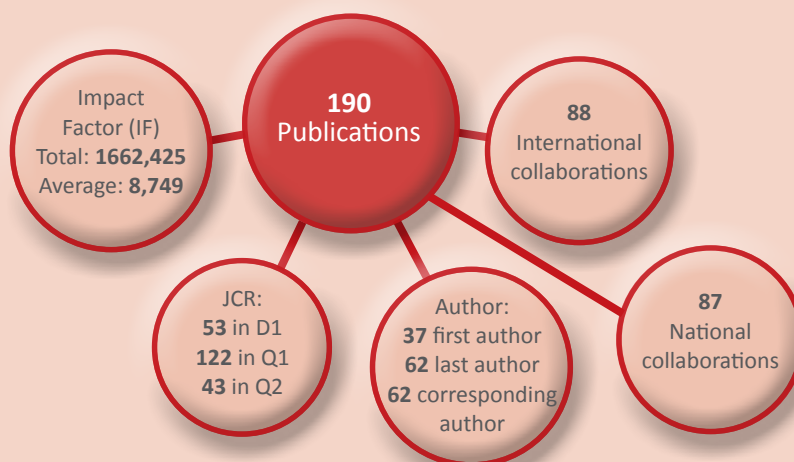 190
Publications
Impact
Factor (IF)
Total: 1662,425
Average: 8,749
88
International
collaborations
JCR:
53 in D1
122 in Q1
43 in Q2
Author:
37 first author
62 last author
62 corresponding
author
87
National
collaborations